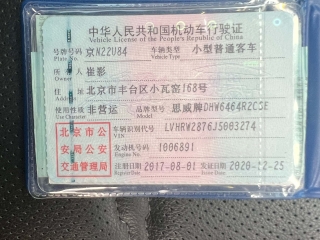 中华人民共和国机动车行驶证
Vehicle License of the People's Republic of China
号牌号码 京N22U84 车辆类型 小型普通客车
Plate No. Vehicle Type
所有人 崔影
Owner
住址 北京市丰台区小瓦窑168号
Address
使用性质 非营运 品牌型号 思威牌DHW6464R2CSE
Use Character Model
北京市公 车辆识别代号 LVHRW2876J5003274
VIN
安局公安 发动机号码 1006891
Engine No.
交通管理局 注册日期 2017-08-01 发证日期 2020-12-25
Register Date Issue Date